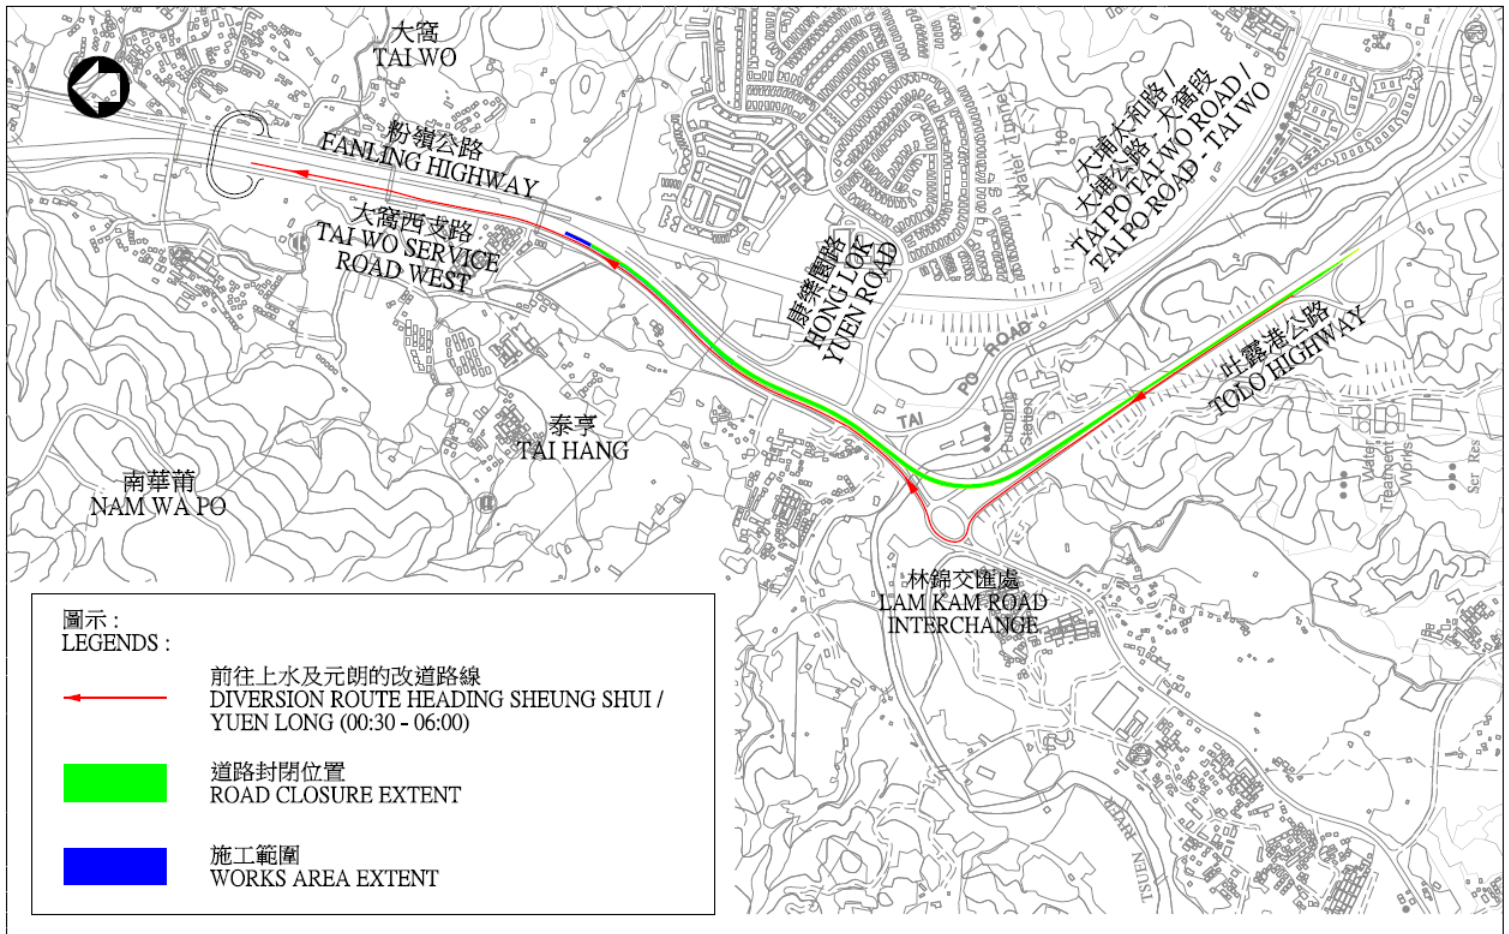 大窩
TAI WO
粉嶺公路
FANLING HIGHWAY
大窩西支路
TAI WO SERVICE
ROAD WEST
康樂園路
HONG LOK
YUEN ROAD
大埔太和路 /
大埔公路 - 大窩段
TAI PO TAI WO ROAD /
TAI PO ROAD - TAI WO
吐露港公路
TOLO HIGHWAY
TAI PO ROAD
Pumping
Station
Water
Treatment
Works
Ser Res
泰亨
TAI HANG
南華莆
NAM WA PO
林錦交匯處
LAM KAM ROAD
INTERCHANGE
TSUEN RIVER
圖示 :
LEGENDS :
前往上水及元朗的改道路線
DIVERSION ROUTE HEADING SHEUNG SHUI /
YUEN LONG (00:30 - 06:00)
道路封閉位置
ROAD CLOSURE EXTENT
施工範圍
WORKS AREA EXTENT